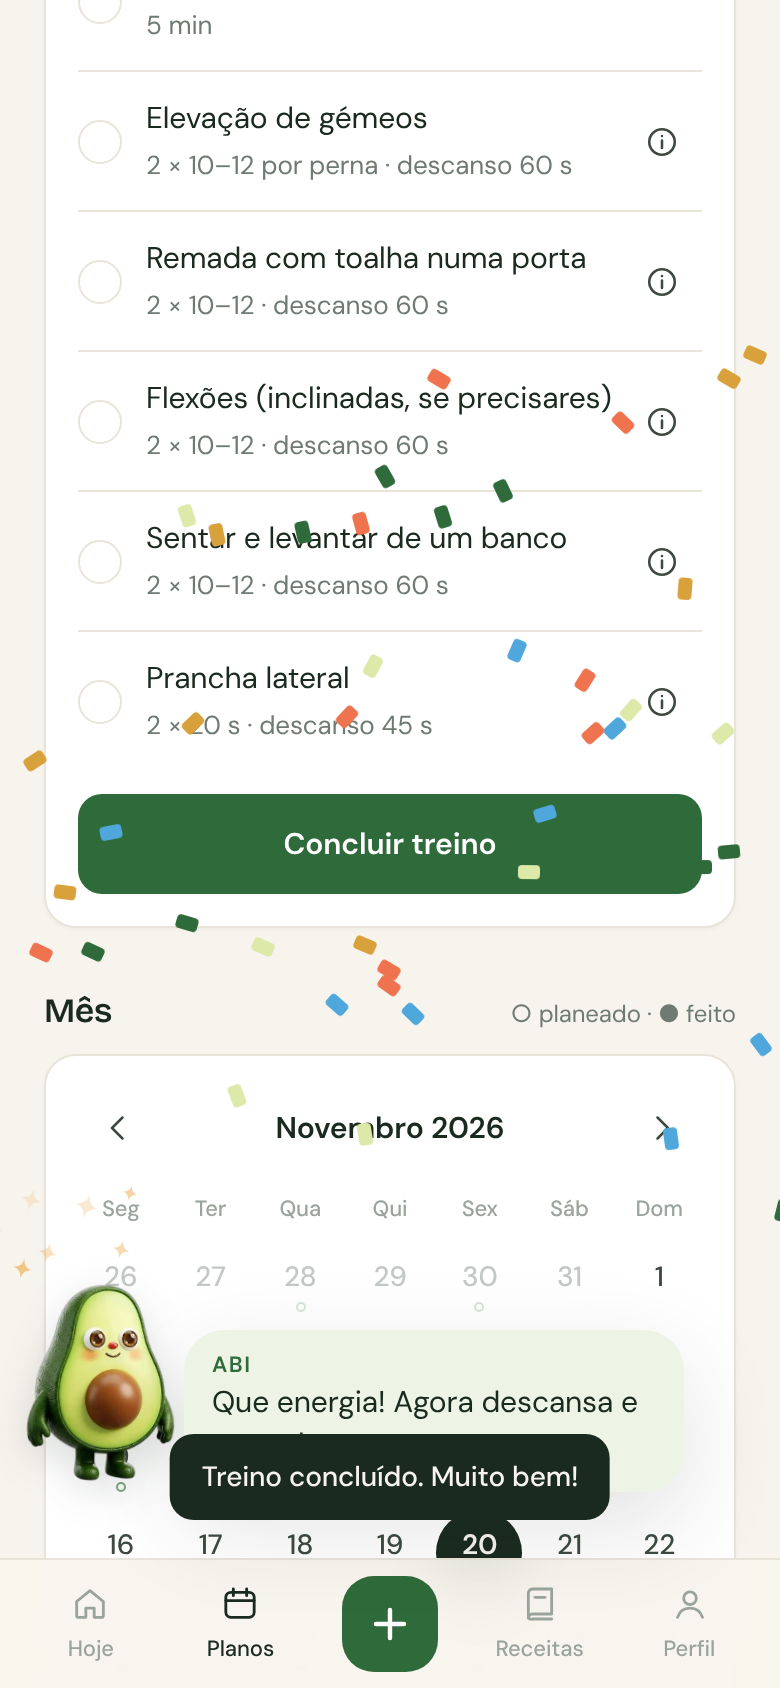 5 min
Elevação de gémeos
2 × 10–12 por perna · descanso 60 s
Remada com toalha numa porta
2 × 10–12 · descanso 60 s
Flexões (inclinadas, se precisares)
2 × 10–12 · descanso 60 s
Sentar e levantar de um banco
2 × 10–12 · descanso 60 s
Prancha lateral
2 × 20 s · descanso 45 s
Concluir treino
Mês
planeado · feito
Novembro 2026
Seg Ter Qua Qui Sex Sáb Dom
26 27 28 29 30 31 1
ABI
Que energia! Agora descansa e
Treino concluído. Muito bem!
16 17 18 19 20 21 22
Hoje Planos Receitas Perfil